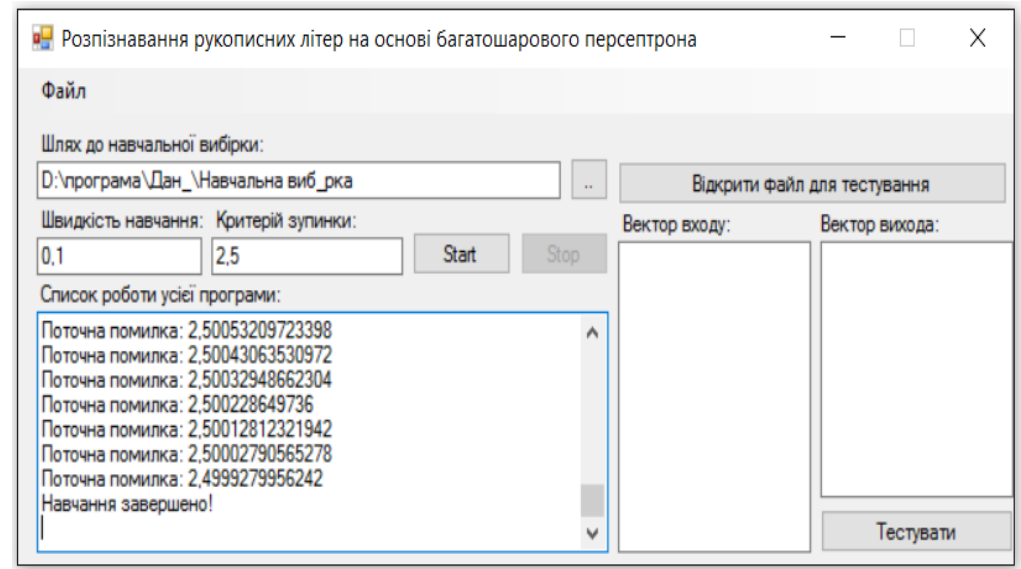 Розпізнавання рукописних літер на основі багатошарового персептрона
Файл
Шлях до навчальної вибірки:
D:\програма\Дан_\Навчальна виб_рка
..
Швидкість навчання: Критерій зупинки:
0,1
2,5
Start
Stop
Список роботи усієї програми:
Поточна помилка: 2,50053209723398
Поточна помилка: 2,50043063530972
Поточна помилка: 2,50032948662304
Поточна помилка: 2,500228649736
Поточна помилка: 2,50012812321942
Поточна помилка: 2,50002790565278
Поточна помилка: 2,4999279956242
Навчання завершено!
Відкрити файл для тестування
Вектор входу:
Вектор вихода:
Тестувати